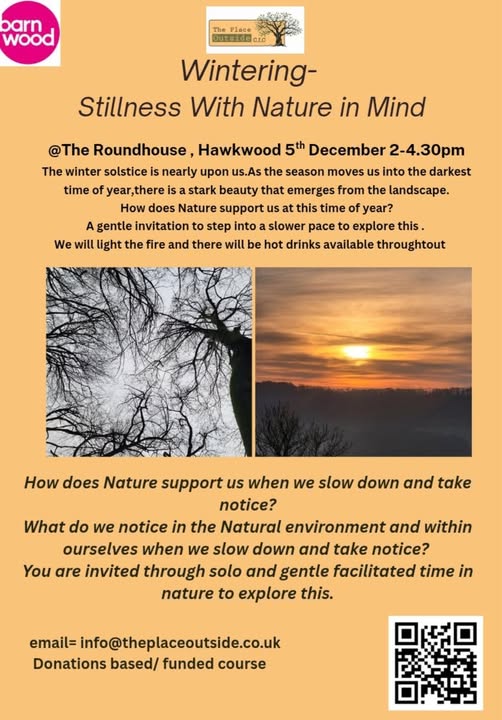 barn
wood
The Place
Outside C.I.C
Wintering-
Stillness With Nature in Mind
@The Roundhouse , Hawkwood 5th December 2-4.30pm
The winter solstice is nearly upon us.As the season moves us into the darkest
time of year,there is a stark beauty that emerges from the landscape.
How does Nature support us at this time of year?
A gentle invitation to step into a slower pace to explore this .
We will light the fire and there will be hot drinks available throughtout
How does Nature support us when we slow down and take
notice?
What do we notice in the Natural environment and within
ourselves when we slow down and take notice?
You are invited through solo and gentle facilitated time in
nature to explore this.
email= info@theplaceoutside.co.uk
Donations based/ funded course